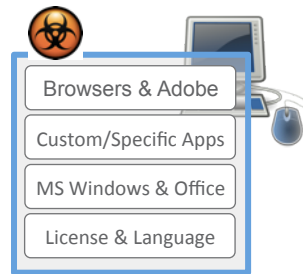 Browsers & Adobe
Custom/Specific Apps
MS Windows & Office
License & Language